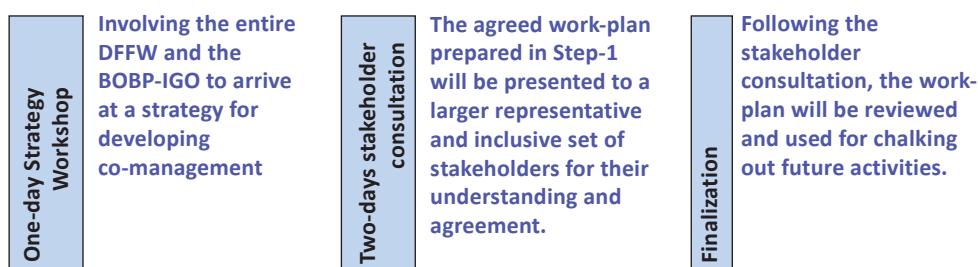 One-day Strategy
Workshop
Involving the entire
DFFW and the
BOBP-IGO to arrive
at a strategy for
developing
co-management
Two-days stakeholder
consultation
The agreed work-plan
prepared in Step-1
will be presented to a
larger representative
and inclusive set of
stakeholders for their
understanding and
agreement.
Finalization
Following the
stakeholder
consultation, the work-
plan will be reviewed
and used for chalking
out future activities.